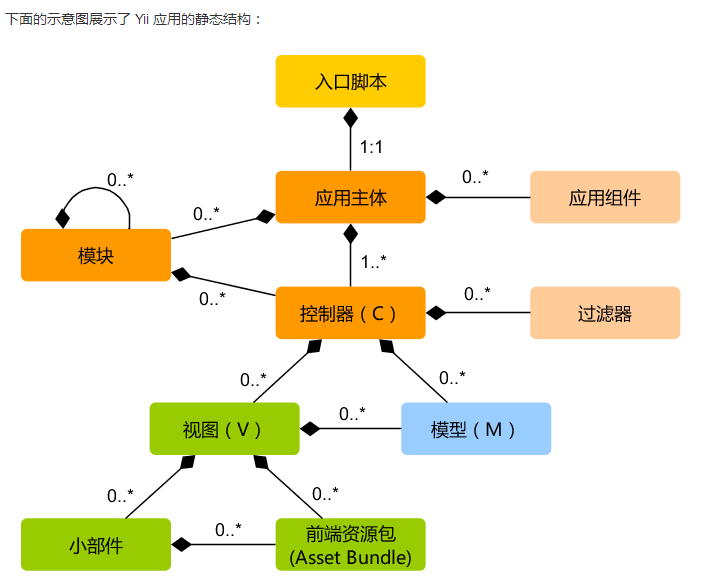 下面的示意图展示了 Yii 应用的静态结构：
入口脚本
1:1
0..*
0..*
0..*
应用主体
应用组件
模块
1..*
0..*
0..*
控制器（C）
过滤器
0..*
0..*
0..*
视图（V）
模型（M）
0..*
0..*
0..*
小部件
前端资源包
(Asset Bundle)